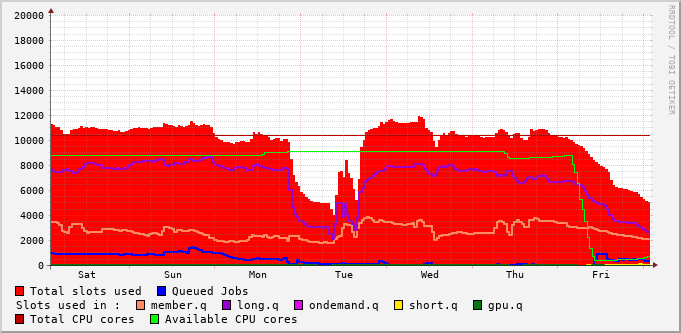 RRDTOOL / TOBI OETIKER
20000
18000
16000
14000
12000
10000
8000
6000
4000
2000
0
Sat Sun Mon Tue Wed Thu Fri
Total slots used Queued Jobs
Slots used in : member.q long.q ondemand.q short.q gpu.q
Total CPU cores Available CPU cores